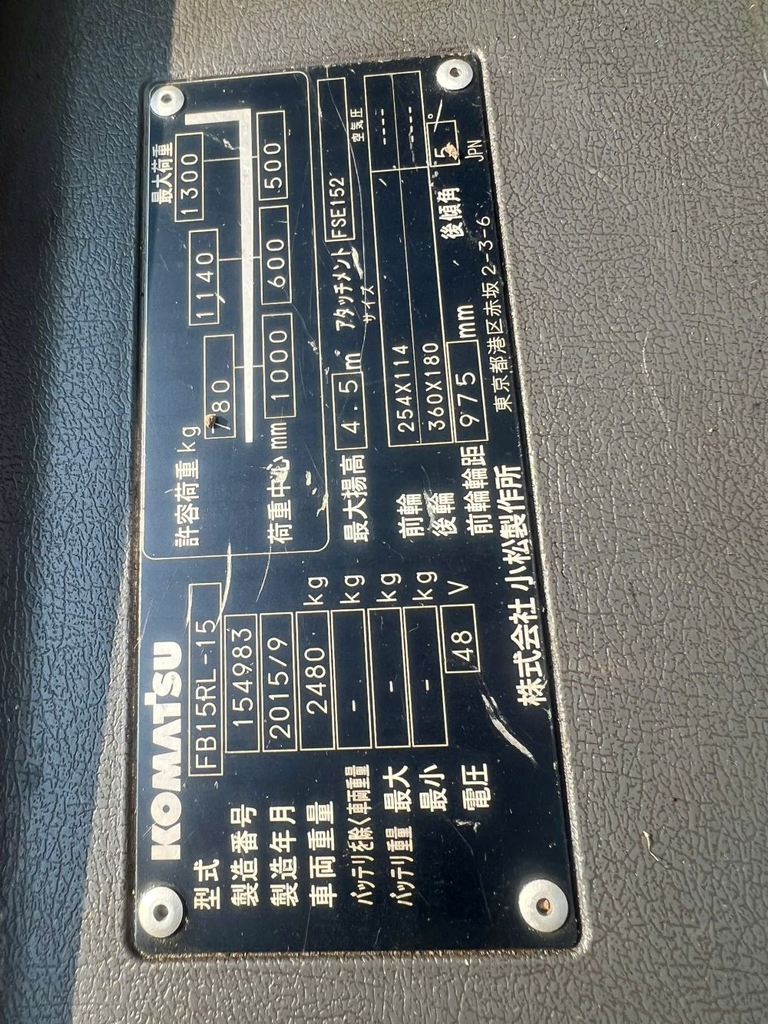 KOMATSU
型式 FB15RL-15
製造番号 154983
製造年月 2015/9
車両重量 2480 kg
バッテリを除く車両重量 - kg
バッテリ重量 最大 - kg
最小 - kg
電圧 48 V
最大荷重
許容荷重 kg 780 1140 1300
荷重中心 mm 1000 600 500
最大揚高 4.5 m アタッチメント FSE152
サイズ 空気圧
前輪 254X114 ----
後輪 360X180 ----
前輪輪距 975 mm 後傾角 5°
株式会社 小松製作所 東京都港区赤坂2-3-6 JPN